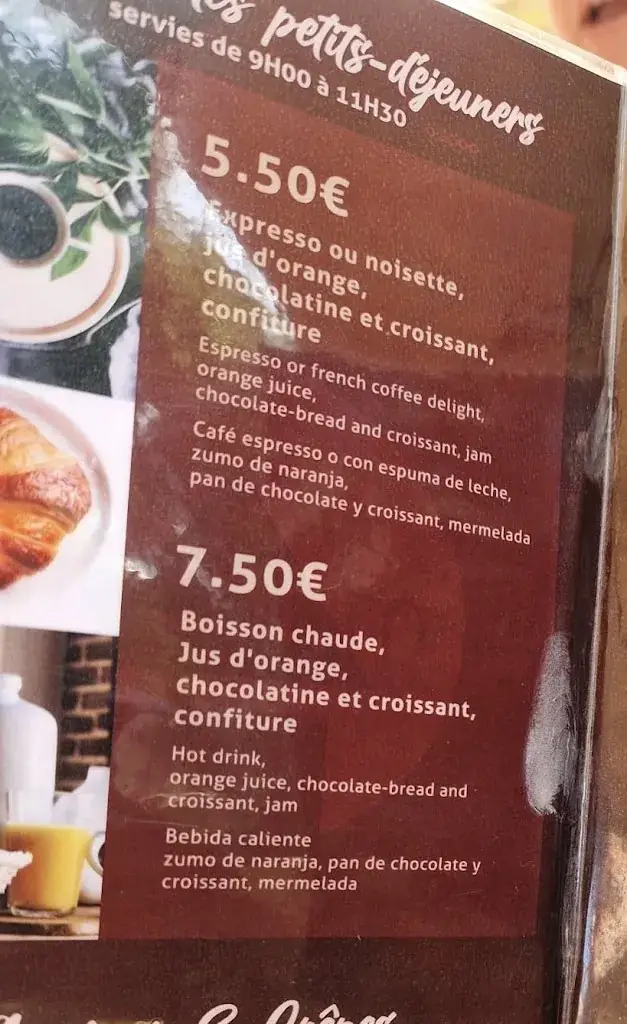 les petits-déjeuners
servies de 9H00 à 11H30
5.50€
Expresso ou noisette,
Jus d'orange,
chocolatine et croissant,
confiture
Espresso or french coffee delight,
orange juice,
chocolate-bread and croissant, jam
Café espresso o con espuma de leche,
zumo de naranja,
pan de chocolate y croissant, mermelada
7.50€
Boisson chaude,
Jus d'orange,
chocolatine et croissant,
confiture
Hot drink,
orange juice, chocolate-bread and
croissant, jam
Bebida caliente
zumo de naranja, pan de chocolate y
croissant, mermelada